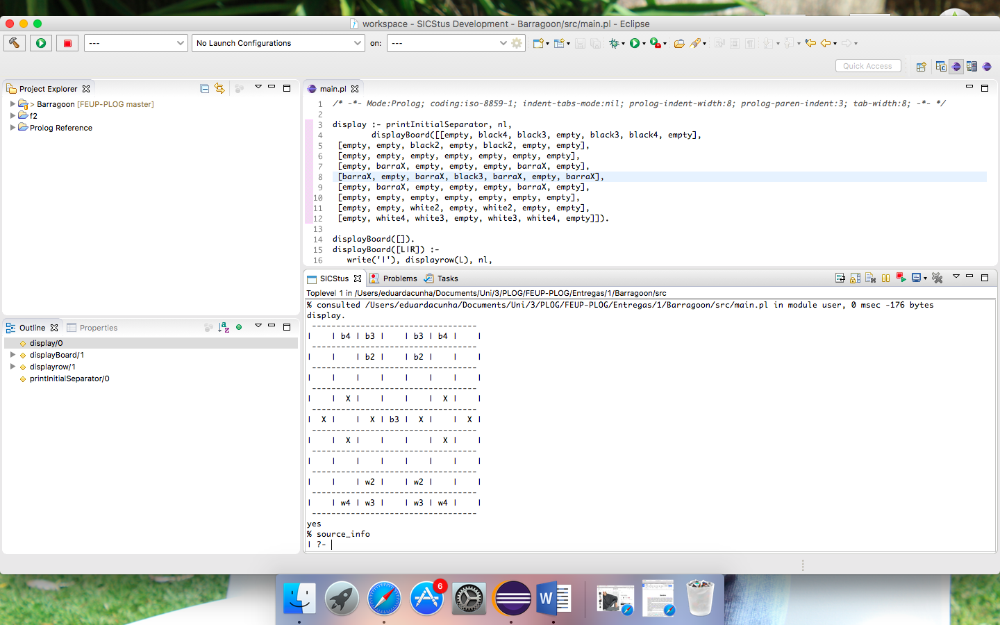 workspace - SICStus Development - Barragoon/src/main.pl - Eclipse
---
No Launch Configurations
on:
---
Quick Access
Project Explorer
> Barragoon [FEUP-PLOG master]
f2
Prolog Reference
main.pl
1 /* -*- Mode:Prolog; coding:iso-8859-1; indent-tabs-mode:nil; prolog-indent-width:8; prolog-paren-indent:3; tab-width:8; -*- */
2
3 display :- printInitialSeparator, nl,
4 displayBoard([[empty, black4, black3, empty, black3, black4, empty],
5 [empty, empty, black2, empty, black2, empty, empty],
6 [empty, empty, empty, empty, empty, empty, empty],
7 [empty, barraX, empty, empty, empty, barraX, empty],
8 [barraX, empty, barraX, black3, barraX, empty, barraX],
9 [empty, barraX, empty, empty, empty, barraX, empty],
10 [empty, empty, empty, empty, empty, empty, empty],
11 [empty, empty, white2, empty, white2, empty, empty],
12 [empty, white4, white3, empty, white3, white4, empty]]).
13
14 displayBoard([]).
15 displayBoard([L|R]) :-
16 write('|'), displayrow(L), nl,
Outline
Properties
display/0
displayBoard/1
displayrow/1
printInitialSeparator/0
SICStus
Problems
Tasks
Toplevel 1 in /Users/eduardacunha/Documents/Uni/3/PLOG/FEUP-PLOG/Entregas/1/Barragoon/src
% consulted /Users/eduardacunha/Documents/Uni/3/PLOG/FEUP-PLOG/Entregas/1/Barragoon/src/main.pl in module user, 0 msec -176 bytes
display.
----------------------------------
|    | b4 | b3 |    | b3 | b4 |    |
----------------------------------
|    |    | b2 |    | b2 |    |    |
----------------------------------
|    |    |    |    |    |    |    |
----------------------------------
|    |  X |    |    |    |  X |    |
----------------------------------
|  X |    |  X | b3 |  X |    |  X |
----------------------------------
|    |  X |    |    |    |  X |    |
----------------------------------
|    |    |    |    |    |    |    |
----------------------------------
|    |    | w2 |    | w2 |    |    |
----------------------------------
|    | w4 | w3 |    | w3 | w4 |    |
----------------------------------
yes
% source_info
| ?-
6
W